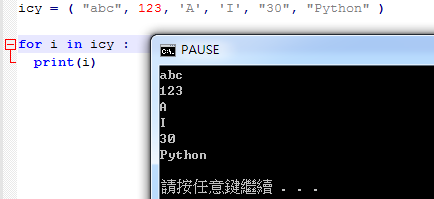 icy = ( "abc", 123, 'A', 'I', "30", "Python" )
for i in icy :
print(i)
PAUSE
abc
123
A
I
30
Python
請按任意鍵繼續 . . .